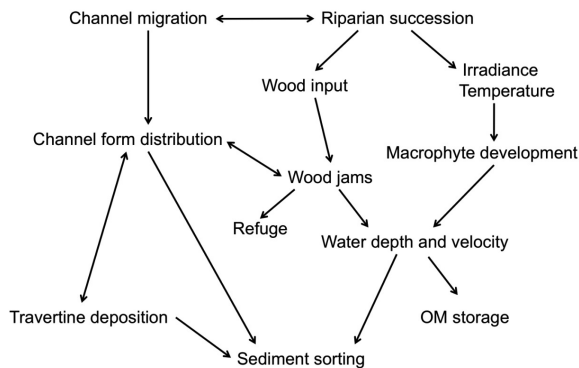 Channel migration
Riparian succession
Wood input
Irradiance
Temperature
Channel form distribution
Macrophyte development
Wood jams
Refuge
Water depth and velocity
Travertine deposition
OM storage
Sediment sorting